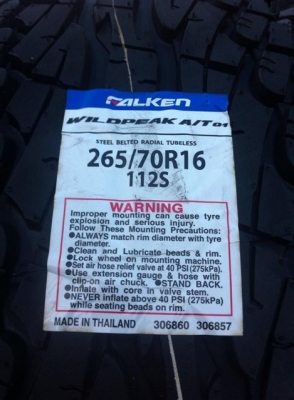 FALKEN
WILDPEAK A/T 01
STEEL BELTED RADIAL TUBELESS
265/70R16
112S
WARNING
Improper mounting can cause tyre
explosion and serious injury.
Follow These Mounting Precautions:
●ALWAYS match rim diameter with tyre
diameter.
●Clean and Lubricate beads & rim.
●Lock wheel on mounting machine.
●Set air hose relief valve at 40 PSI (275kPa).
●Use extension gauge & hose with
clip-on air chuck. ●STAND BACK.
●Inflate with core in valve stem.
●NEVER inflate above 40 PSI (275kPa)
while seating beads on rim.
MADE IN THAILAND 306860 306857